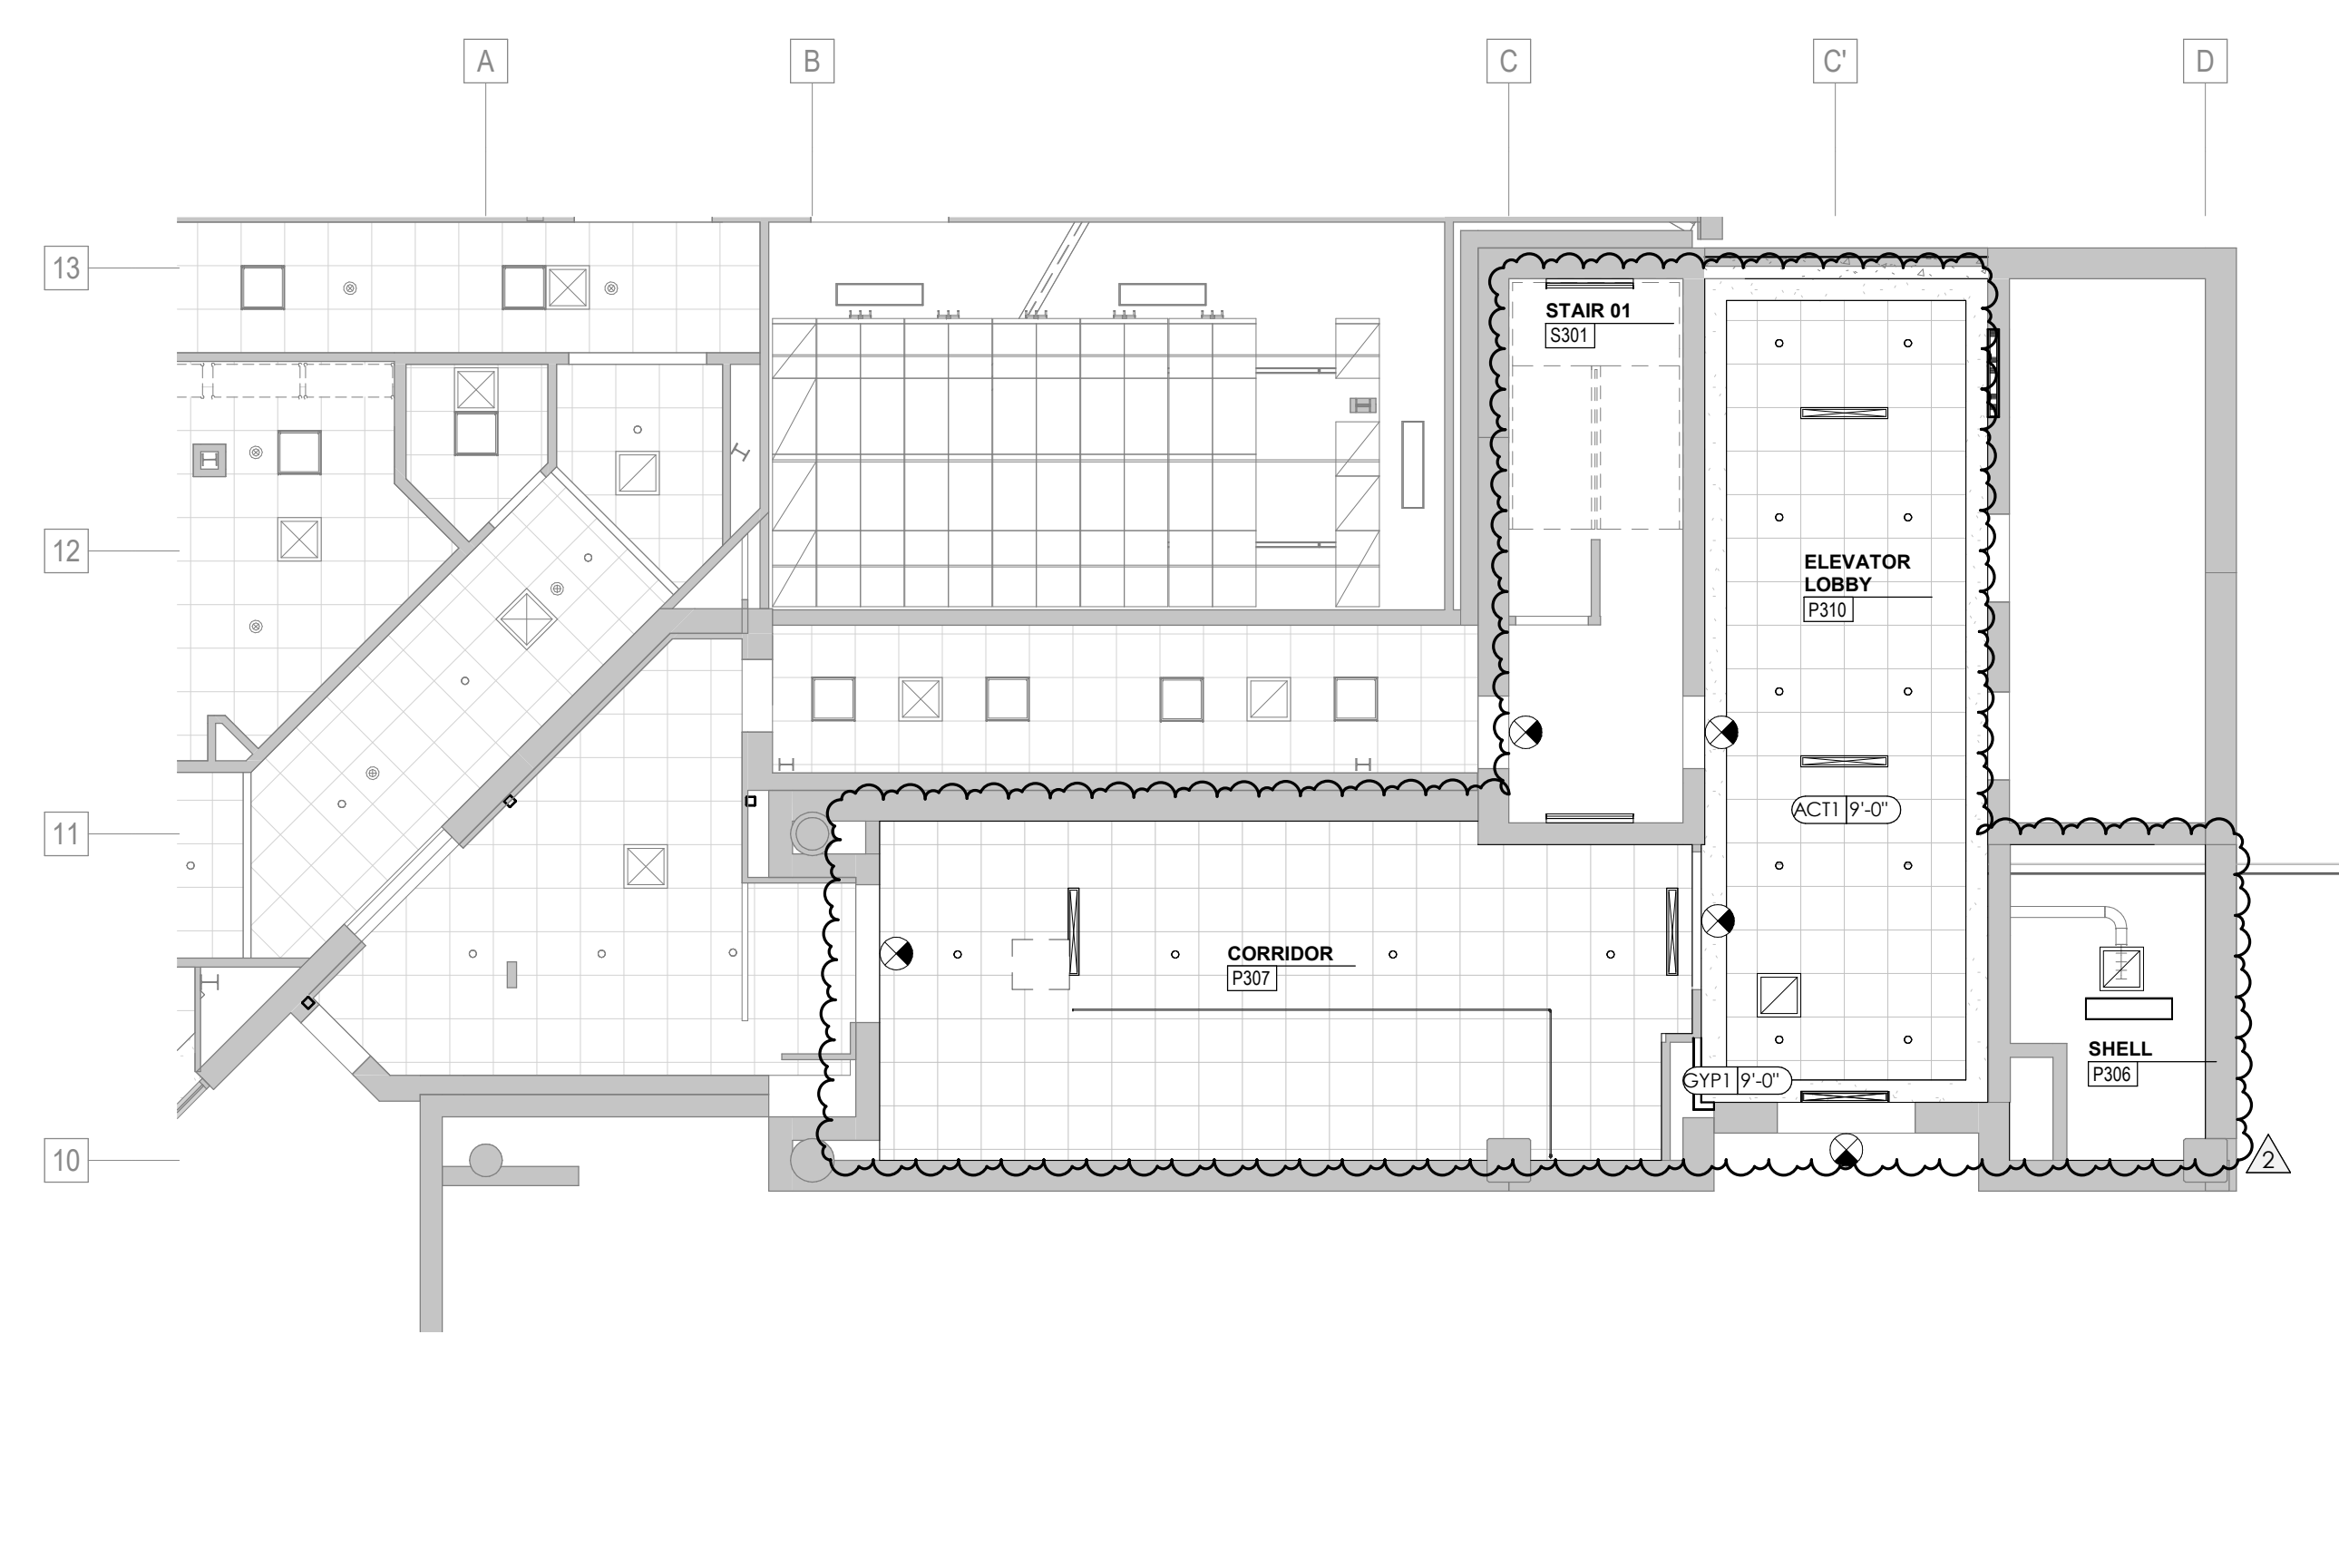 A
B
C
C'
D
13
12
11
10
STAIR 01
S301
ELEVATOR
LOBBY
P310
ACT1 9'-0"
CORRIDOR
P307
SHELL
P306
GYP1 9'-0"
2